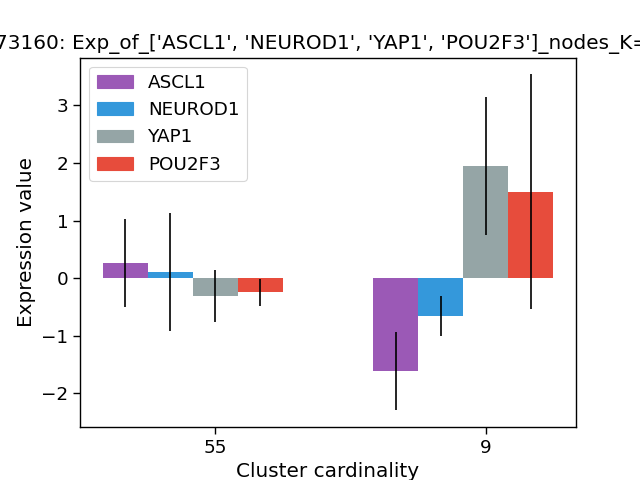 73160: Exp_of_['ASCL1', 'NEUROD1', 'YAP1', 'POU2F3']_nodes_K=
ASCL1
NEUROD1
YAP1
POU2F3
Expression value
3
2
1
0
−1
−2
55
9
Cluster cardinality